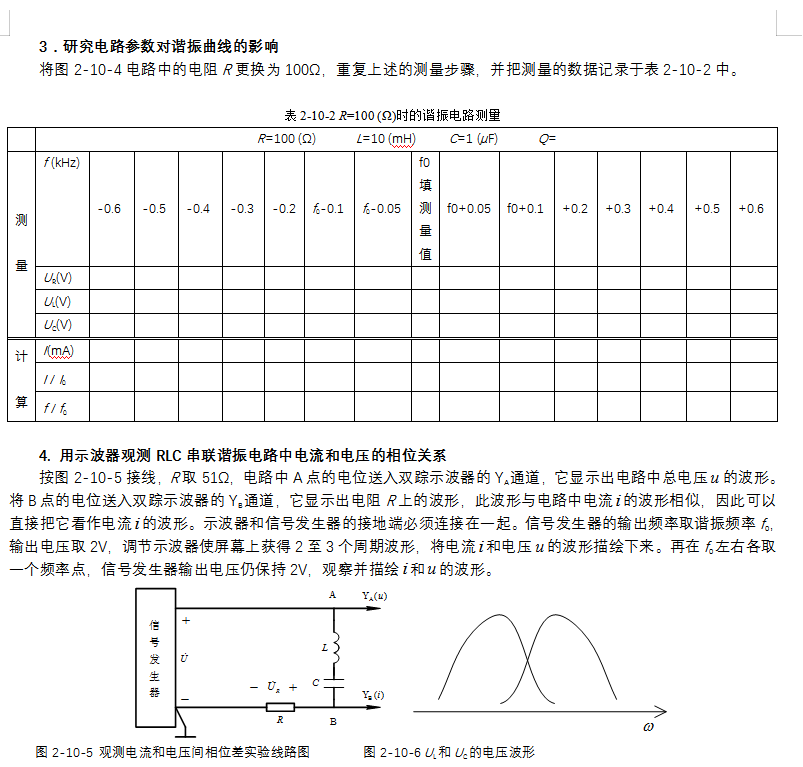 3．研究电路参数对谐振曲线的影响
将图 2-10-4 电路中的电阻 R 更换为 100Ω，重复上述的测量步骤，并把测量的数据记录于表 2-10-2 中。
表 2-10-2 R=100 (Ω)时的谐振电路测量
R=100 (Ω) L=10 (mH) C=1 (μF) Q=
测量
f (kHz) -0.6 -0.5 -0.4 -0.3 -0.2 f0-0.1 f0-0.05 f0填测量值 f0+0.05 f0+0.1 +0.2 +0.3 +0.4 +0.5 +0.6
UR(V)
UL(V)
UC(V)
计算
I(mA)
I / I0
f / f0
4. 用示波器观测 RLC 串联谐振电路中电流和电压的相位关系
按图 2-10-5 接线，R 取 51Ω，电路中 A 点的电位送入双踪示波器的 YA通道，它显示出电路中总电压 u 的波形。
将 B 点的电位送入双踪示波器的 YB通道，它显示出电阻 R 上的波形，此波形与电路中电流 i 的波形相似，因此可以
直接把它看作电流 i 的波形。示波器和信号发生器的接地端必须连接在一起。信号发生器的输出频率取谐振频率 f0，
输出电压取 2V，调节示波器使屏幕上获得 2 至 3 个周期波形，将电流 i 和电压 u 的波形描绘下来。再在 f0左右各取
一个频率点，信号发生器输出电压仍保持 2V，观察并描绘 i 和 u 的波形。
A YA(u)
信号发生器
+
U̇
−
L
C
− U̇R +
YB(i)
R B
ω
图 2-10-5 观测电流和电压间相位差实验线路图 图 2-10-6 UL和 UC的电压波形